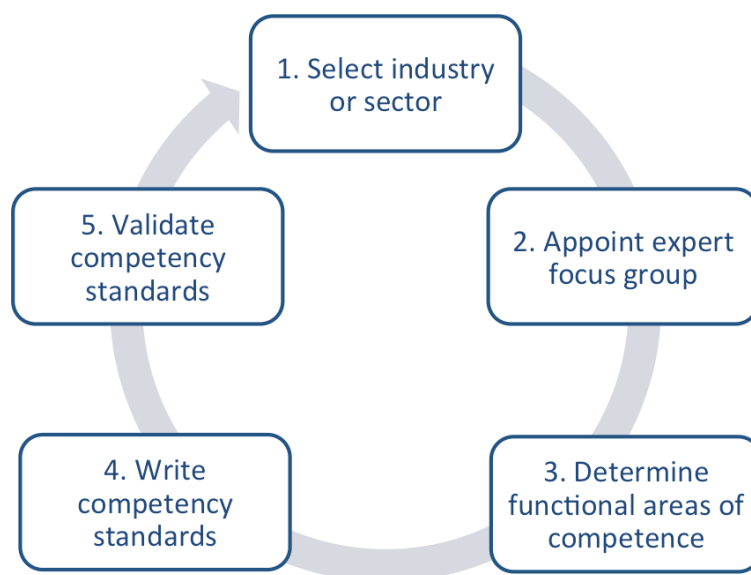 1. Select industry
or sector
2. Appoint expert
focus group
3. Determine
functional areas of
competence
4. Write
competency
standards
5. Validate
competency
standards